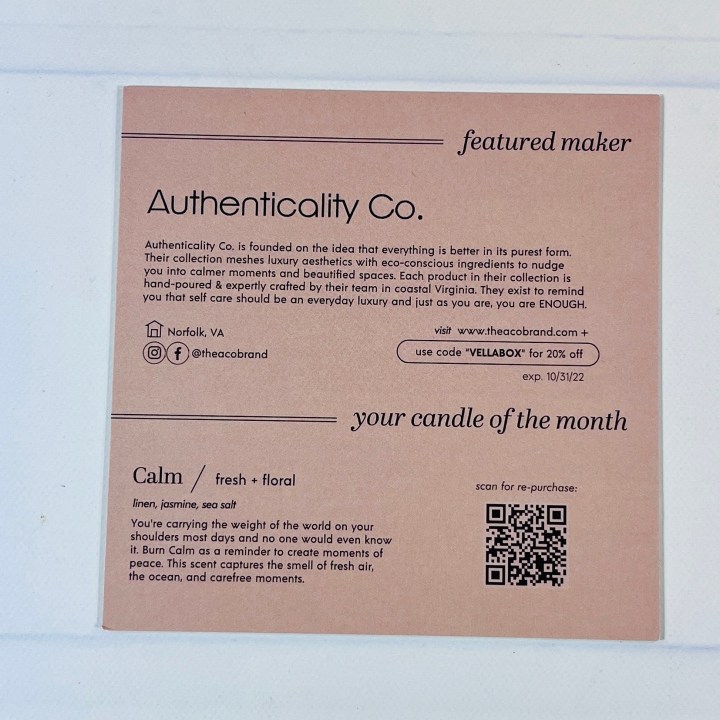 featured maker
Authenticality Co.
Authenticality Co. is founded on the idea that everything is better in its purest form.
Their collection meshes luxury aesthetics with eco-conscious ingredients to nudge
you into calmer moments and beautified spaces. Each product in their collection is
hand-poured & expertly crafted by their team in coastal Virginia. They exist to remind
you that self care should be an everyday luxury and just as you are, you are ENOUGH.
Norfolk, VA
@theacobrand
visit www.theacobrand.com +
use code "VELLABOX" for 20% off
exp. 10/31/22
your candle of the month
Calm / fresh + floral
linen, jasmine, sea salt
You're carrying the weight of the world on your
shoulders most days and no one would even know
it. Burn Calm as a reminder to create moments of
peace. This scent captures the smell of fresh air,
the ocean, and carefree moments.
scan for re-purchase: